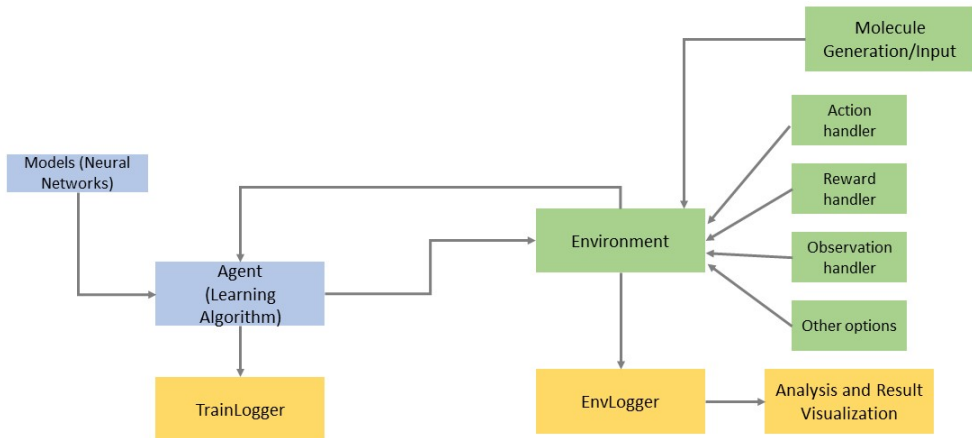 Molecule
Generation/Input
Action
handler
Models (Neural
Networks)
Reward
handler
Environment
Observation
handler
Agent
(Learning
Algorithm)
Other options
TrainLogger
EnvLogger
Analysis and Result
Visualization